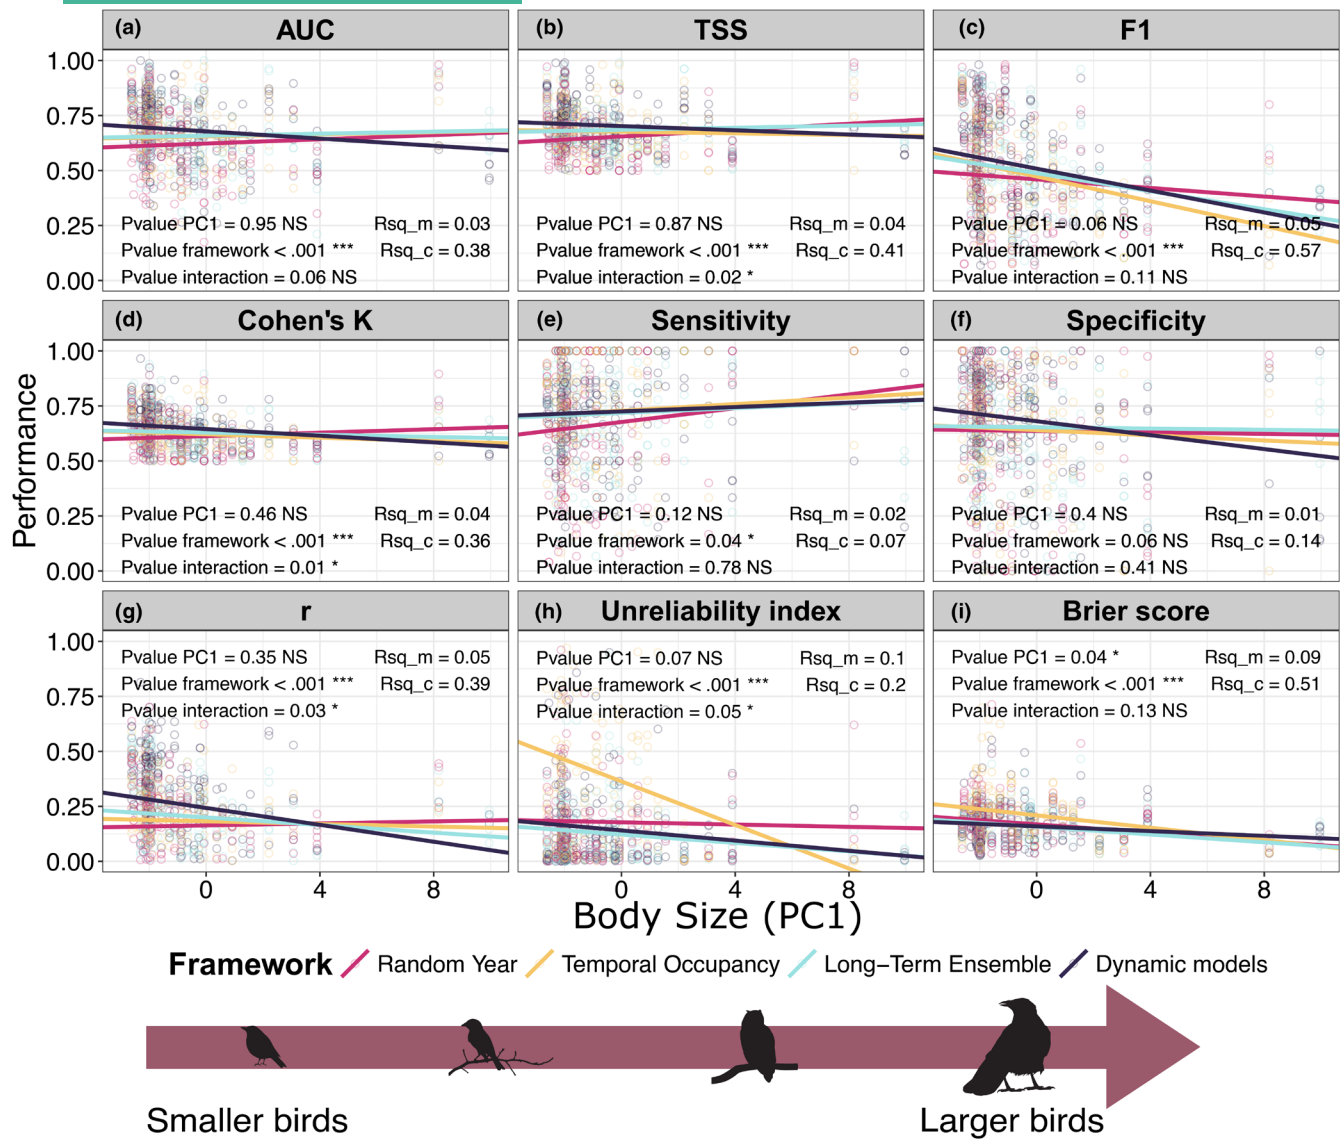 (a) AUC
(b) TSS
(c) F1
1.00
0.75
0.50
0.25
0.00
Pvalue PC1 = 0.95 NS Rsq_m = 0.03
Pvalue framework < .001 *** Rsq_c = 0.38
Pvalue interaction = 0.06 NS
Pvalue PC1 = 0.87 NS Rsq_m = 0.04
Pvalue framework < .001 *** Rsq_c = 0.41
Pvalue interaction = 0.02 *
Pvalue PC1 = 0.06 NS Rsq_m = 0.05
Pvalue framework < .001 *** Rsq_c = 0.57
Pvalue interaction = 0.11 NS
(d) Cohen's K
(e) Sensitivity
(f) Specificity
Performance
1.00
0.75
0.50
0.25
0.00
Pvalue PC1 = 0.46 NS Rsq_m = 0.04
Pvalue framework < .001 *** Rsq_c = 0.36
Pvalue interaction = 0.01 *
Pvalue PC1 = 0.12 NS Rsq_m = 0.02
Pvalue framework = 0.04 * Rsq_c = 0.07
Pvalue interaction = 0.78 NS
Pvalue PC1 = 0.4 NS Rsq_m = 0.01
Pvalue framework = 0.06 NS Rsq_c = 0.14
Pvalue interaction = 0.41 NS
(g) r
(h) Unreliability index
(i) Brier score
1.00
0.75
0.50
0.25
0.00
Pvalue PC1 = 0.35 NS Rsq_m = 0.05
Pvalue framework < .001 *** Rsq_c = 0.39
Pvalue interaction = 0.03 *
Pvalue PC1 = 0.07 NS Rsq_m = 0.1
Pvalue framework < .001 *** Rsq_c = 0.2
Pvalue interaction = 0.05 *
Pvalue PC1 = 0.04 * Rsq_m = 0.09
Pvalue framework < .001 *** Rsq_c = 0.51
Pvalue interaction = 0.13 NS
0 4 8
0 4 8
0 4 8
Body Size (PC1)
Framework Random Year Temporal Occupancy Long−Term Ensemble Dynamic models
Smaller birds
Larger birds